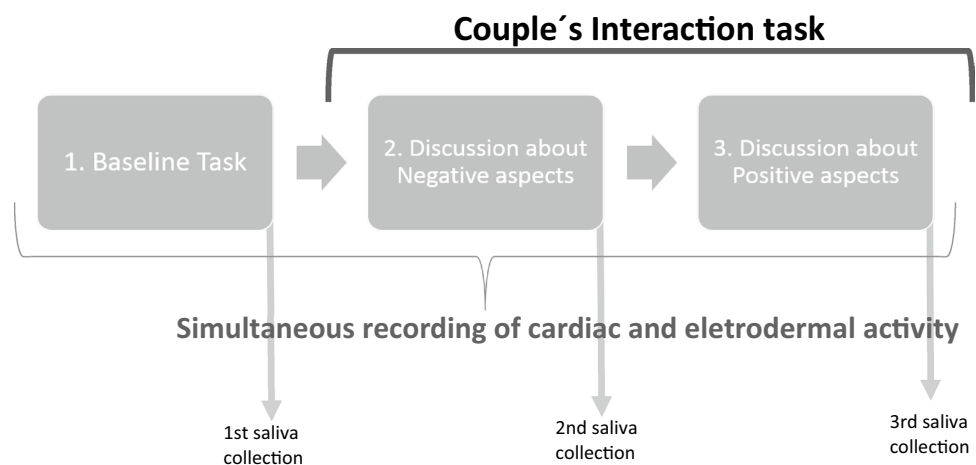 Couple´s Interaction task
1. Baseline Task
2. Discussion about
Negative aspects
3. Discussion about
Positive aspects
Simultaneous recording of cardiac and eletrodermal activity
1st saliva
collection
2nd saliva
collection
3rd saliva
collection